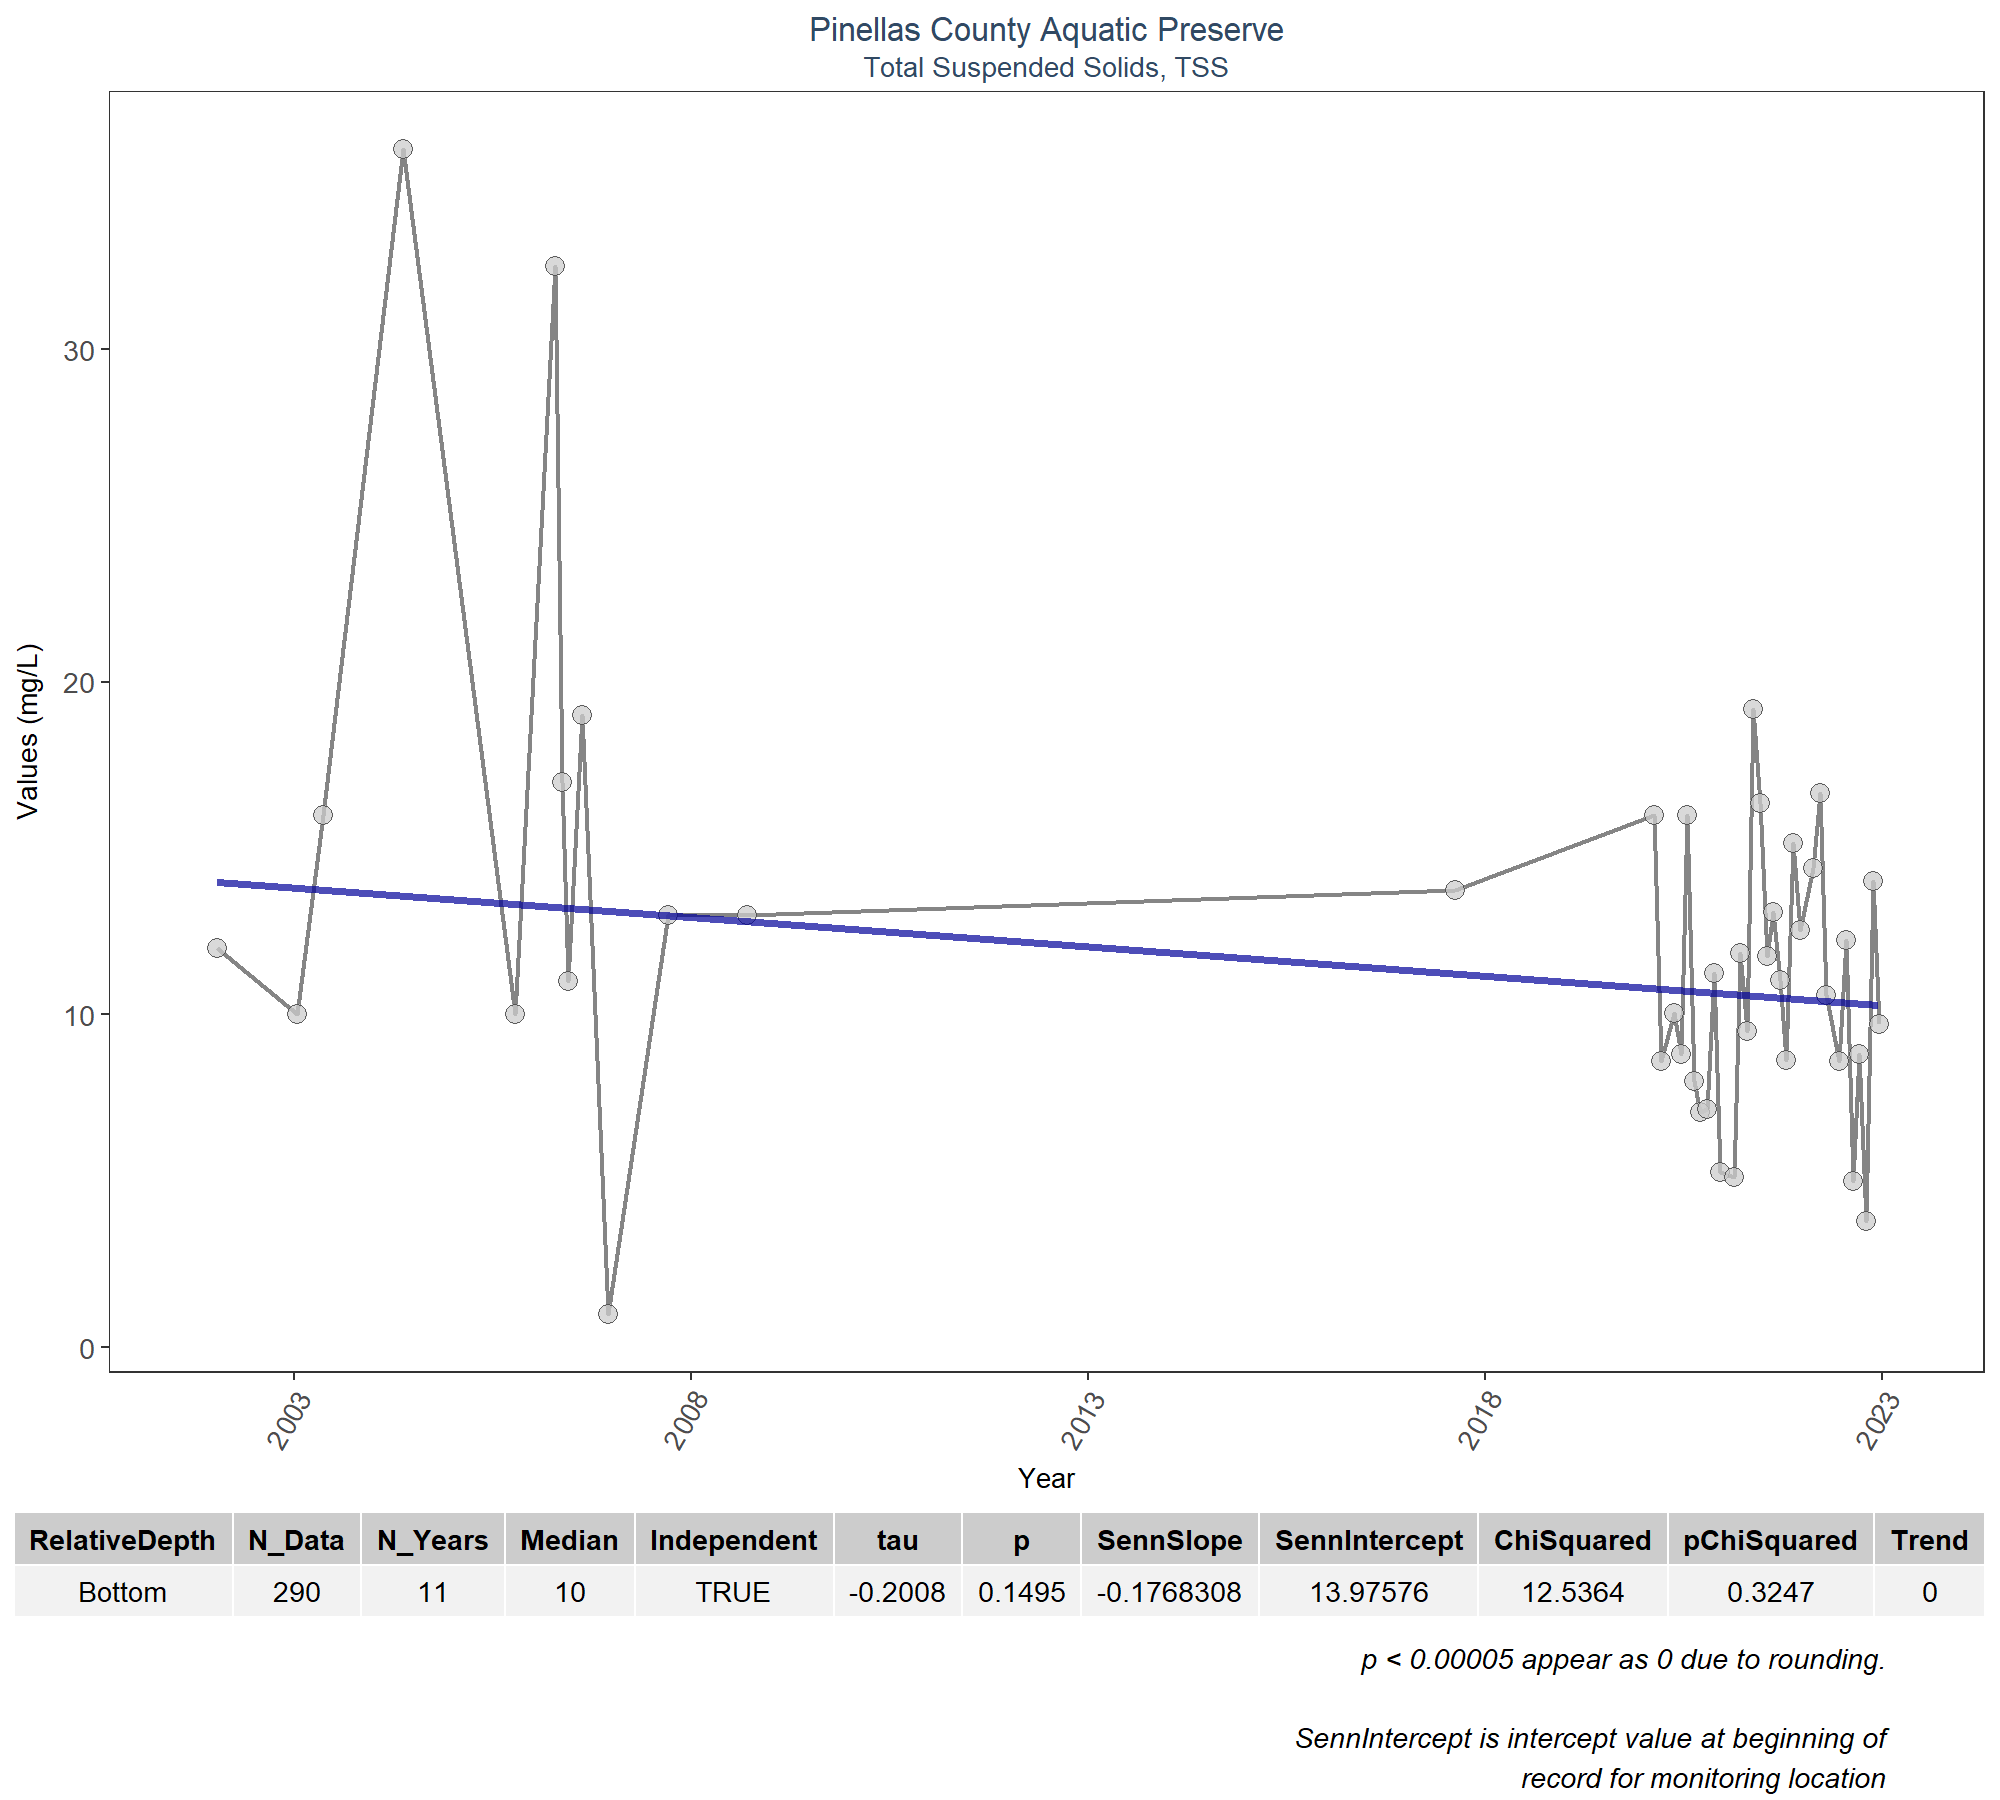 Pinellas County Aquatic Preserve
Total Suspended Solids, TSS
Values (mg/L)
30
20
10
0
2003 2008 2013 2018 2023
Year
RelativeDepth N_Data N_Years Median Independent tau p SennSlope SennIntercept ChiSquared pChiSquared Trend
Bottom 290 11 10 TRUE -0.2008 0.1495 -0.1768308 13.97576 12.5364 0.3247 0
p < 0.00005 appear as 0 due to rounding.
SennIntercept is intercept value at beginning of
record for monitoring location